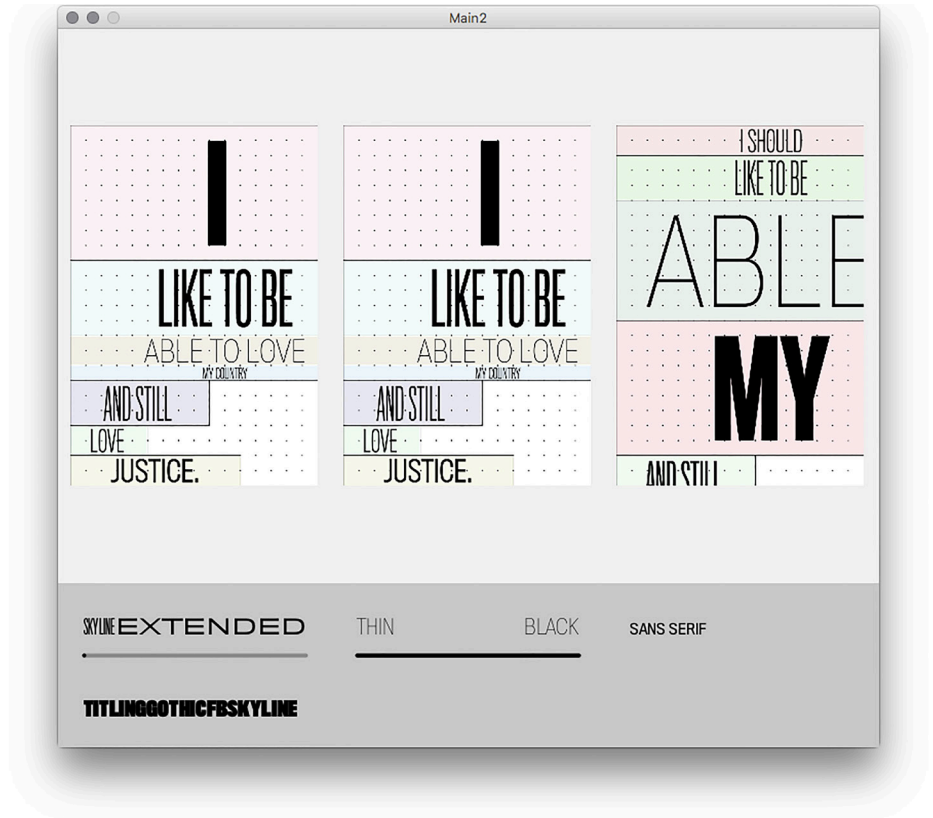 Main2
I
LIKE TO BE
ABLE TO LOVE
MY COUNTRY
AND STILL
LOVE
JUSTICE.
I
LIKE TO BE
ABLE TO LOVE
MY COUNTRY
AND STILL
LOVE
JUSTICE.
I SHOULD
LIKE TO BE
ABLE
MY
AND STILL
SKYLINE EXTENDED
THIN BLACK
SANS SERIF
TITLINGGOTHICFBSKYLINE